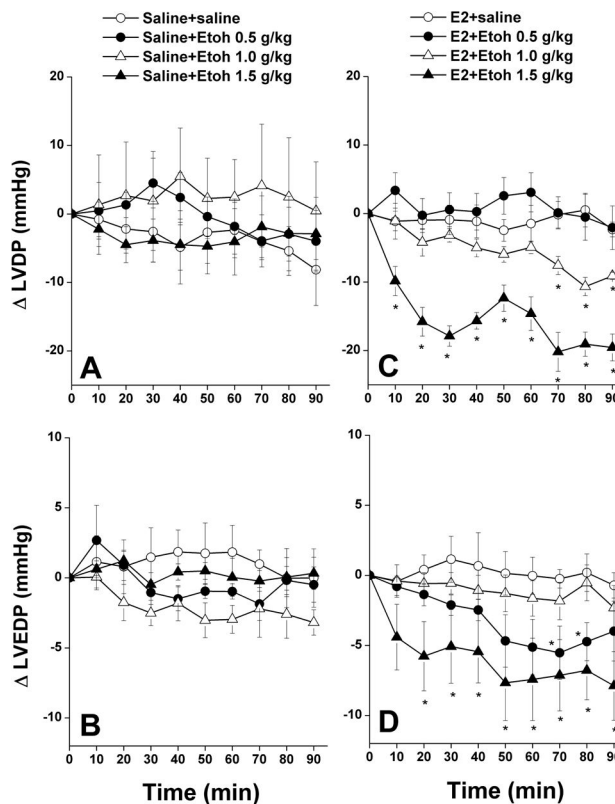 Saline+saline
Saline+Etoh 0.5 g/kg
Saline+Etoh 1.0 g/kg
Saline+Etoh 1.5 g/kg
E2+saline
E2+Etoh 0.5 g/kg
E2+Etoh 1.0 g/kg
E2+Etoh 1.5 g/kg
Δ LVDP (mmHg)
20
10
0
-10
-20
A
0 10 20 30 40 50 60 70 80 90
20
10
0
-10
-20
* * * * * * * * *
* * *
C
0 10 20 30 40 50 60 70 80 90
Δ LVEDP (mmHg)
10
5
0
-5
-10
B
0 10 20 30 40 50 60 70 80 90
Time (min)
10
5
0
-5
-10
* *
* * * * * * * *
D
0 10 20 30 40 50 60 70 80 90
Time (min)